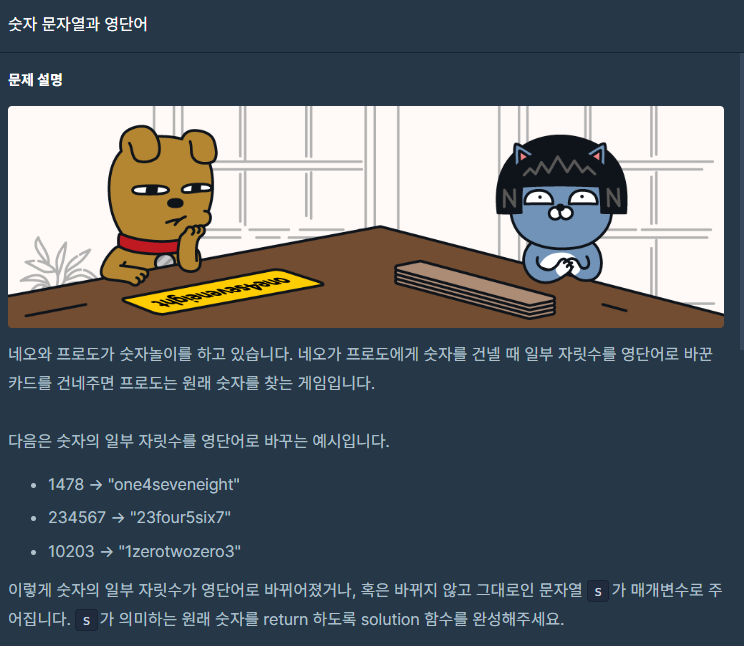 숫자 문자열과 영단어
문제 설명
N N
one4seveneight
네오와 프로도가 숫자놀이를 하고 있습니다. 네오가 프로도에게 숫자를 건넬 때 일부 자릿수를 영단어로 바꾼
카드를 건네주면 프로도는 원래 숫자를 찾는 게임입니다.
다음은 숫자의 일부 자릿수를 영단어로 바꾸는 예시입니다.
• 1478 → "one4seveneight"
• 234567 → "23four5six7"
• 10203 → "1zerotwozero3"
이렇게 숫자의 일부 자릿수가 영단어로 바뀌어졌거나, 혹은 바뀌지 않고 그대로인 문자열 s 가 매개변수로 주
어집니다. s 가 의미하는 원래 숫자를 return 하도록 solution 함수를 완성해주세요.